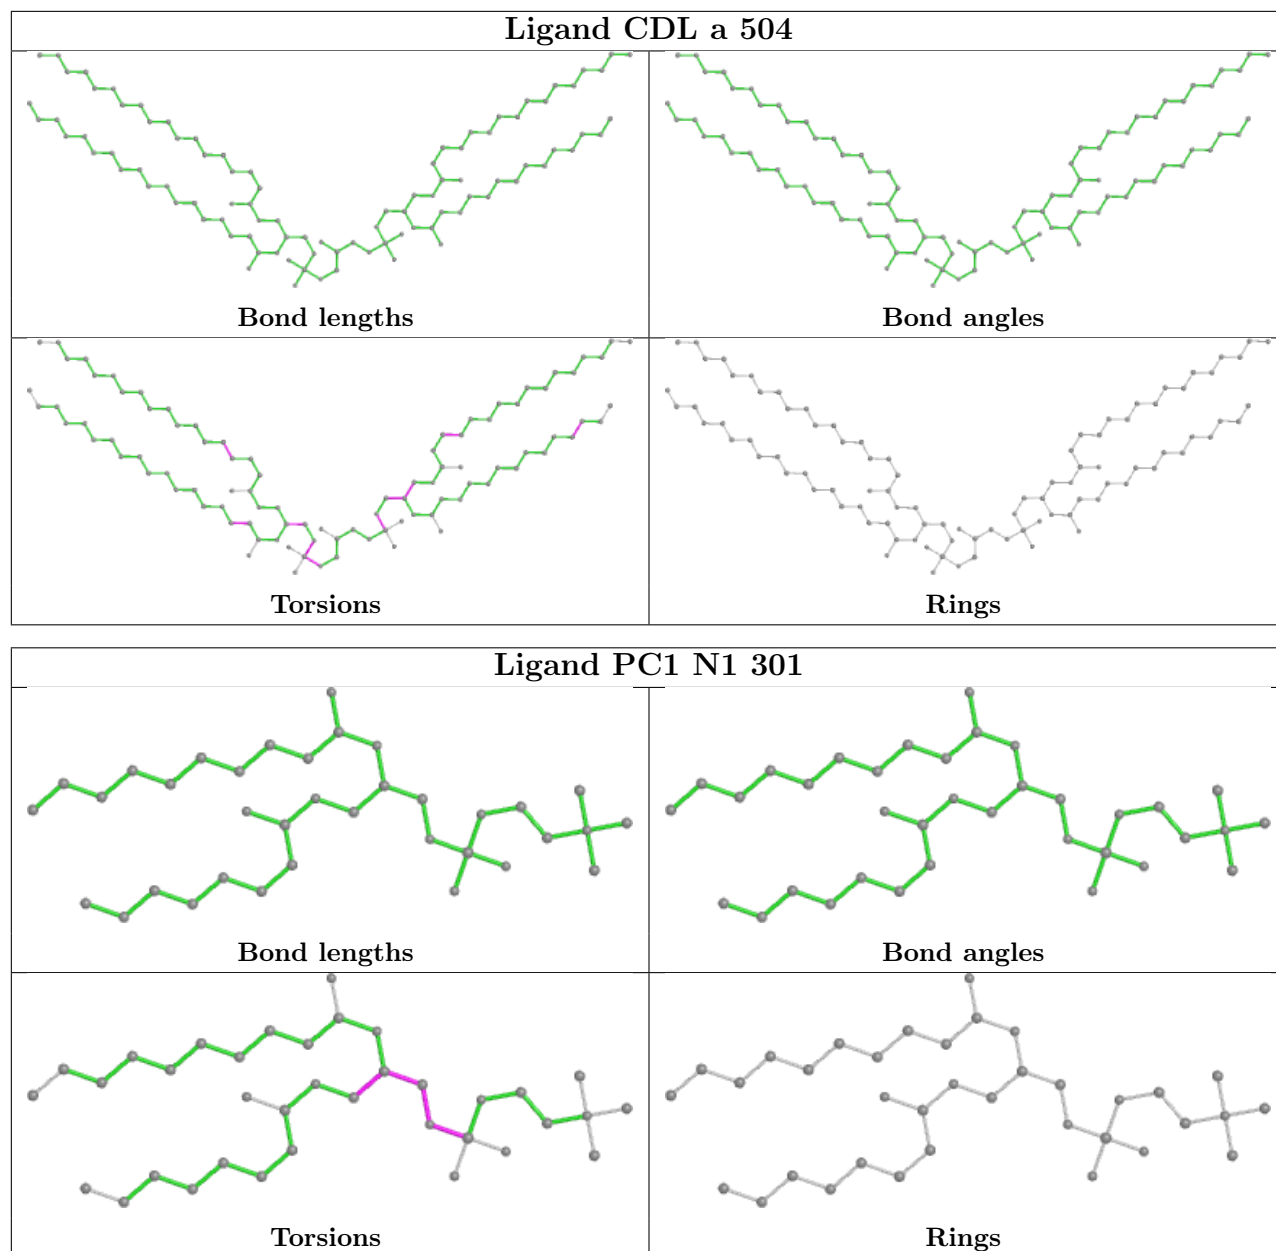 Ligand CDL a 504
Bond lengths
Bond angles
Torsions
Rings
Ligand PC1 N1 301
Bond lengths
Bond angles
Torsions
Rings